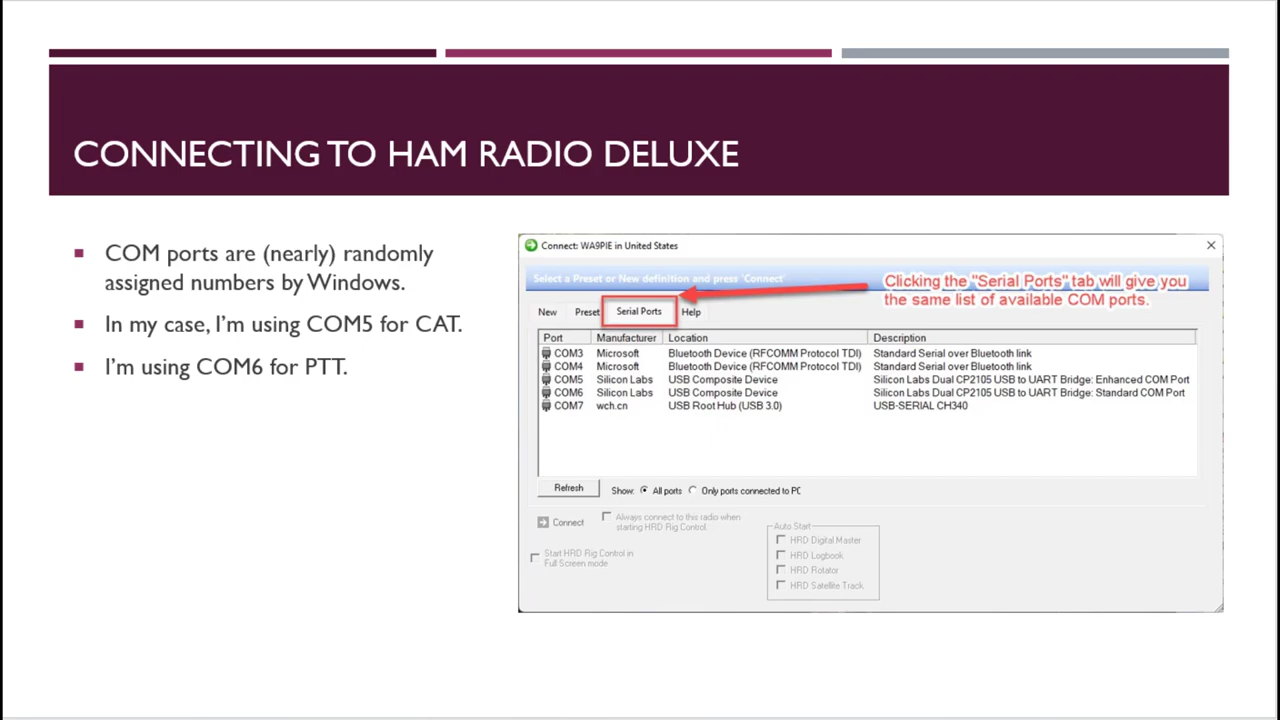 CONNECTING TO HAM RADIO DELUXE
COM ports are (nearly) randomly
assigned numbers by Windows.
In my case, I'm using COM5 for CAT.
I'm using COM6 for PTT.
Connect: WA9PIE in United States
Select a Preset or New definition and press 'Connect'
Clicking the "Serial Ports" tab will give you
the same list of available COM ports.
New Preset Serial Ports Help
Port Manufacturer Location Description
COM3 Microsoft Bluetooth Device (RFCOMM Protocol TDI) Standard Serial over Bluetooth link
COM4 Microsoft Bluetooth Device (RFCOMM Protocol TDI) Standard Serial over Bluetooth link
COM5 Silicon Labs USB Composite Device Silicon Labs Dual CP2105 USB to UART Bridge: Enhanced COM Port
COM6 Silicon Labs USB Composite Device Silicon Labs Dual CP2105 USB to UART Bridge: Standard COM Port
COM7 wch.cn USB Root Hub (USB 3.0) USB-SERIAL CH340
Refresh Show: All ports Only ports connected to PC
Connect
Always connect to this radio when
starting HRD Rig Control.
Start HRD Rig Control in
Full Screen mode
Auto Start
HRD Digital Master
HRD Logbook
HRD Rotator
HRD Satellite Track